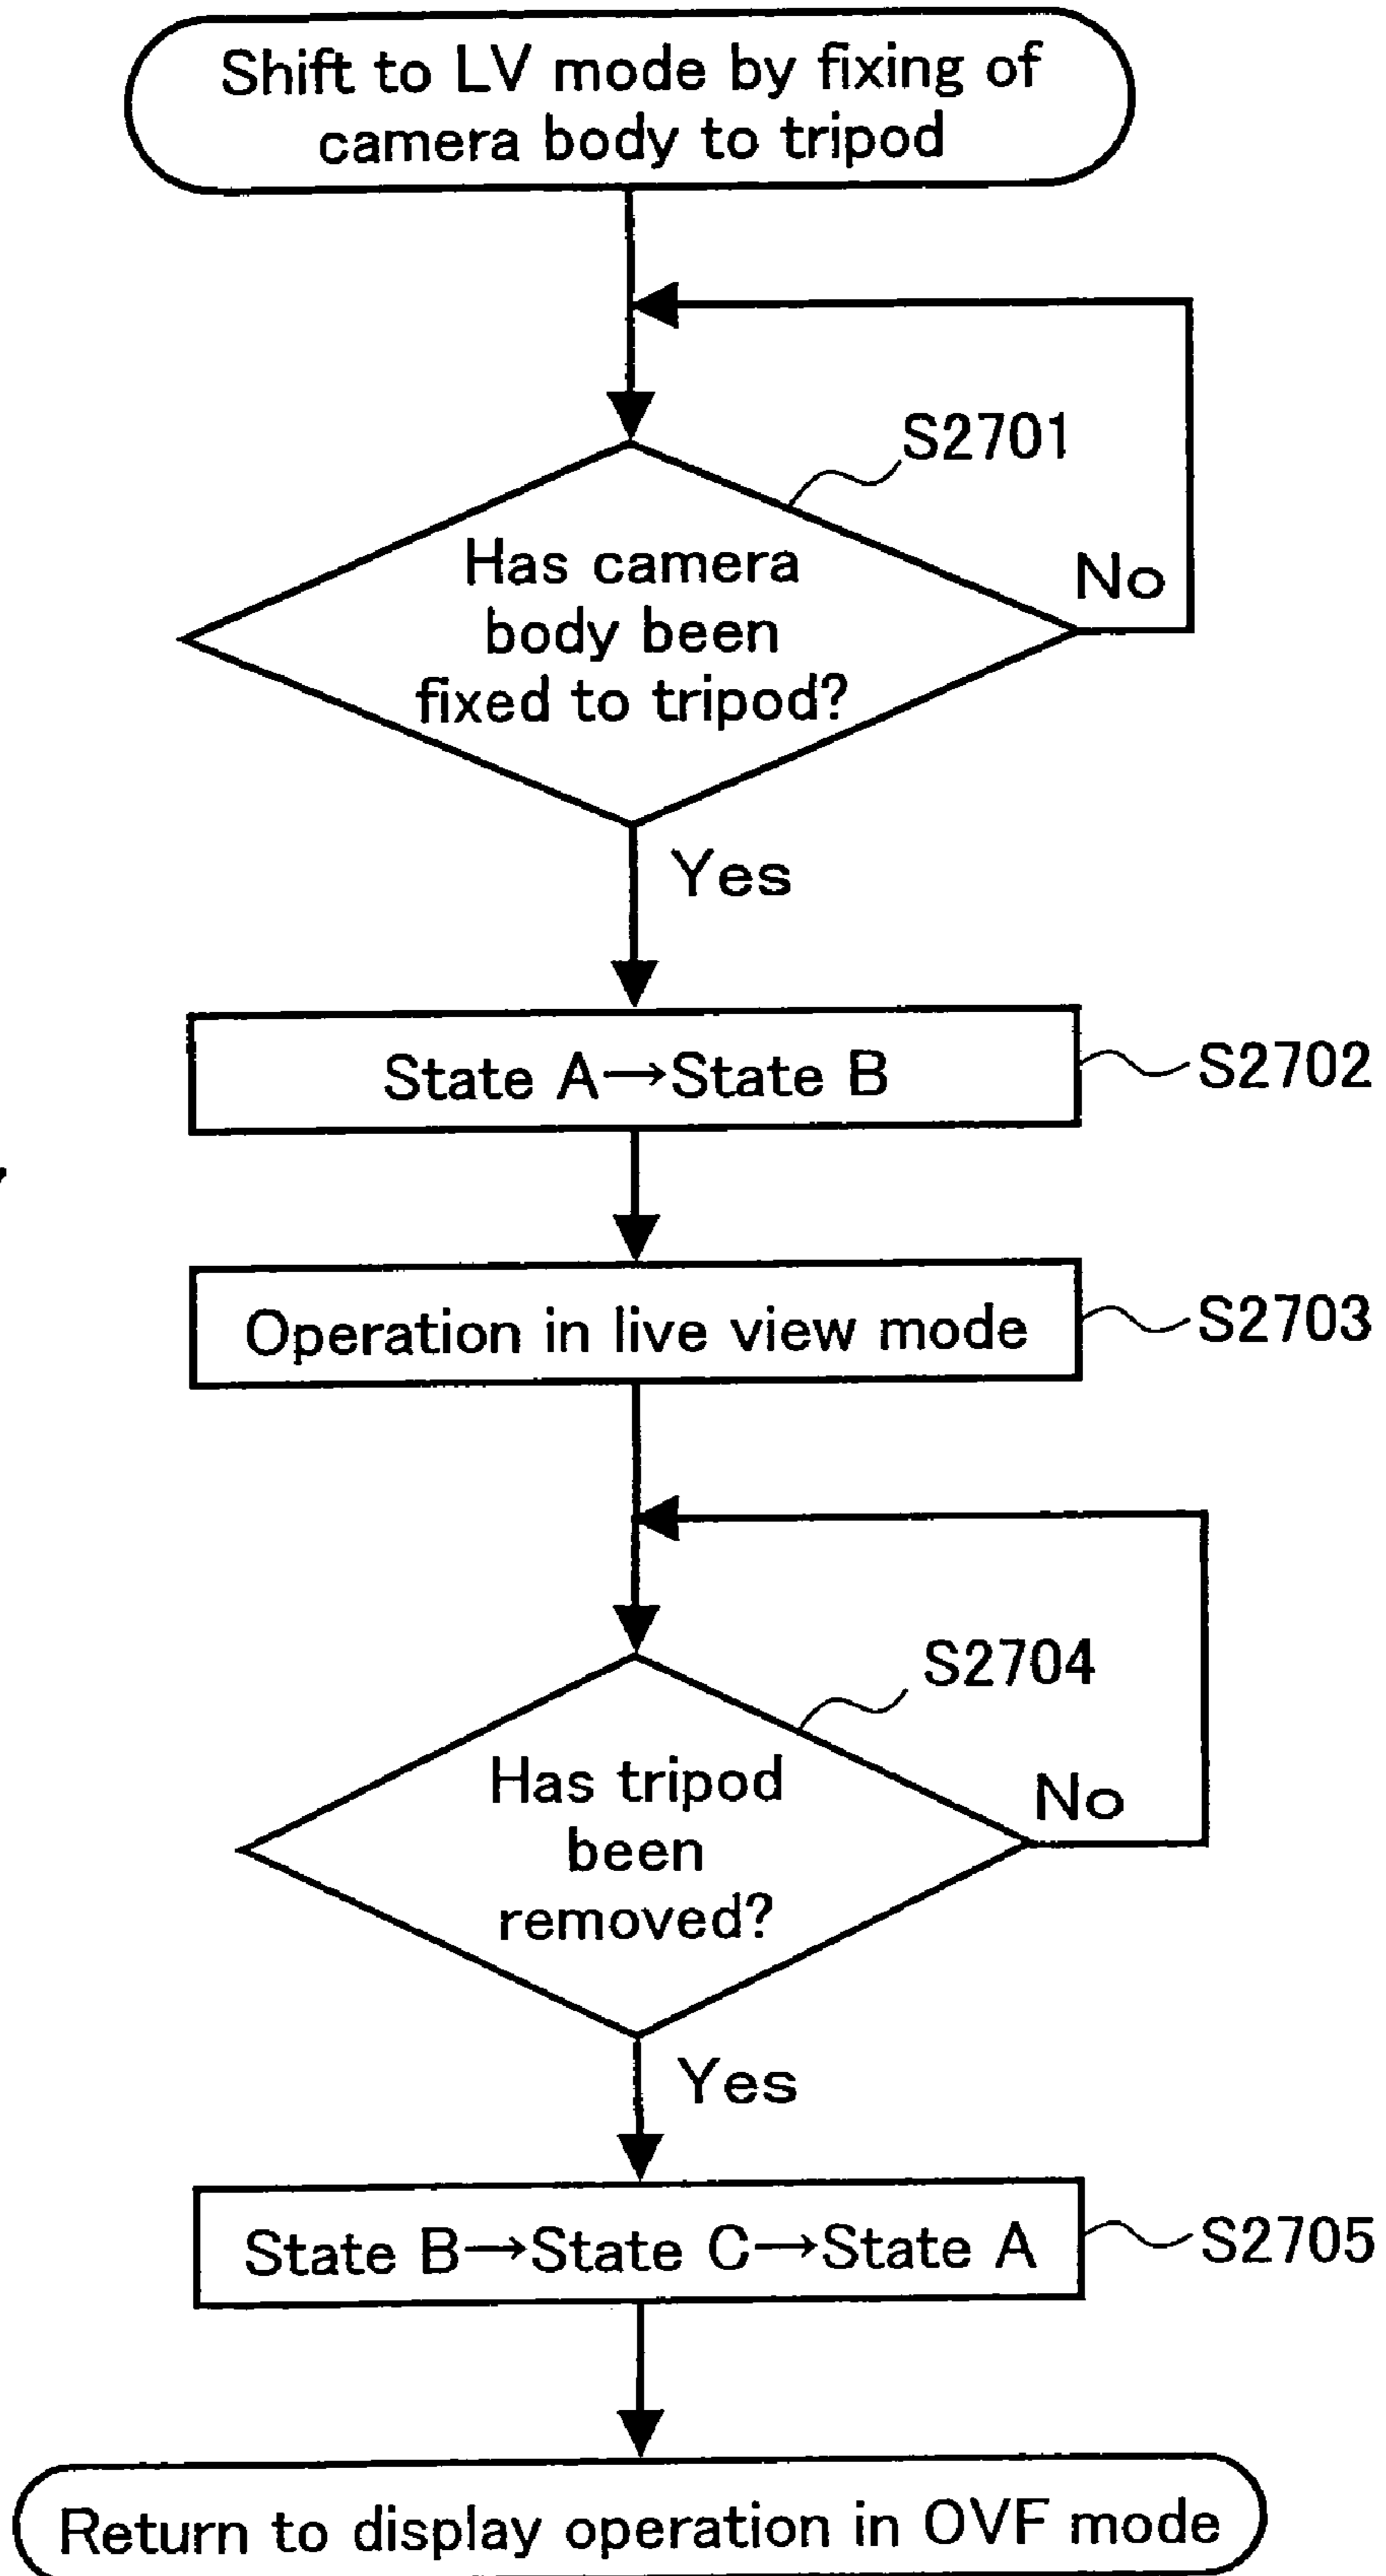 Shift to LV mode by fixing of
camera body to tripod
S2701
Has camera
body been
fixed to tripod?
No
Yes
State A→State B
S2702
Operation in live view mode
S2703
S2704
Has tripod
been
removed?
No
Yes
State B→State C→State A
S2705
Return to display operation in OVF mode